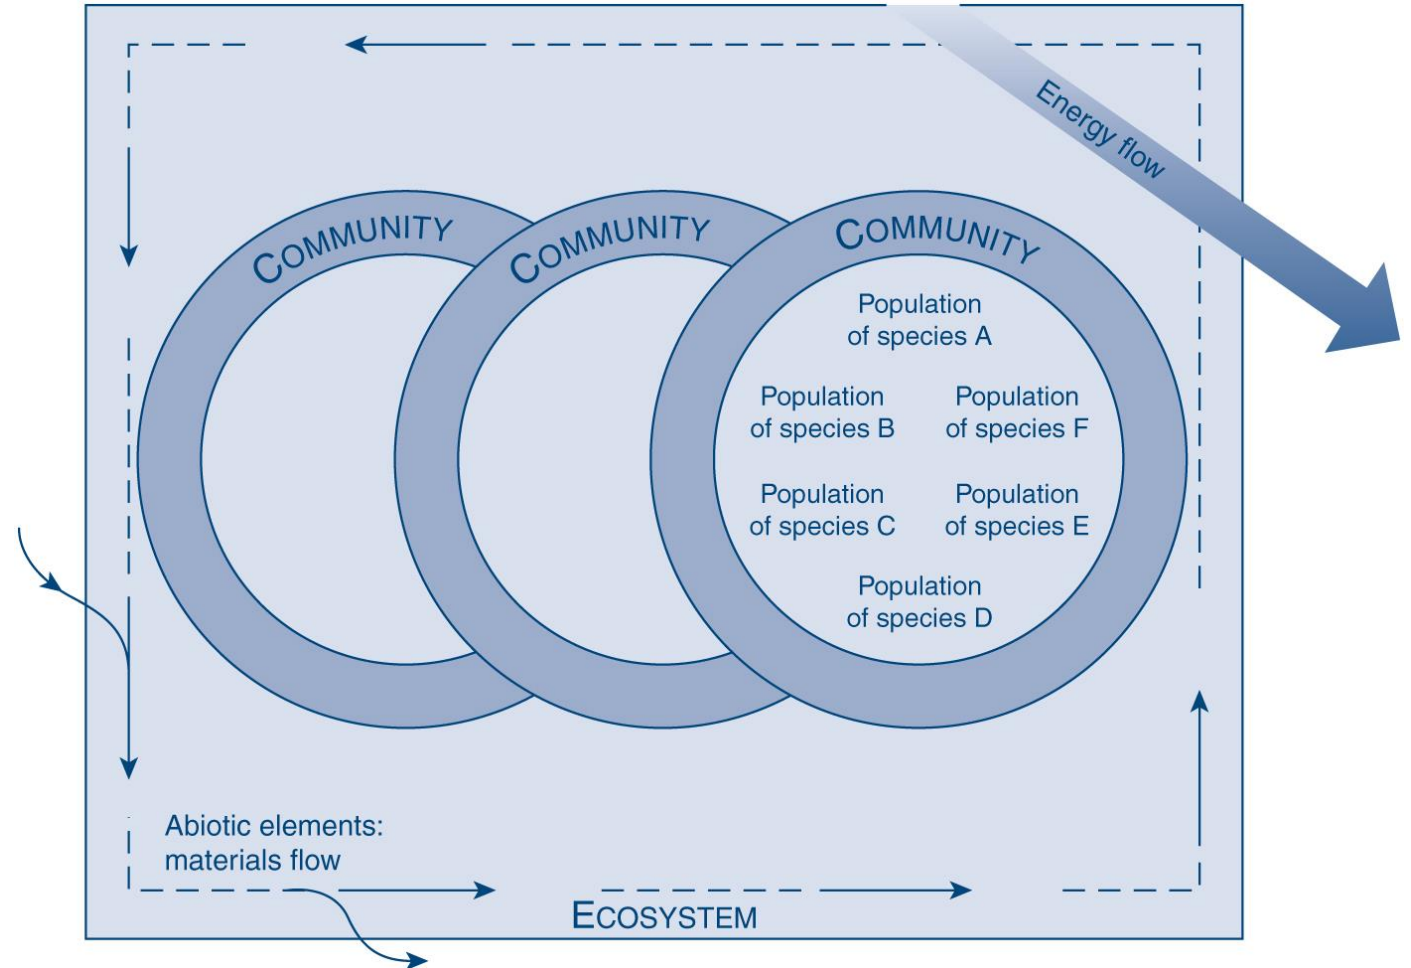 Energy flow
COMMUNITY
COMMUNITY
COMMUNITY
Population
of species A
Population
of species B
Population
of species F
Population
of species C
Population
of species E
Population
of species D
Abiotic elements:
materials flow
ECOSYSTEM